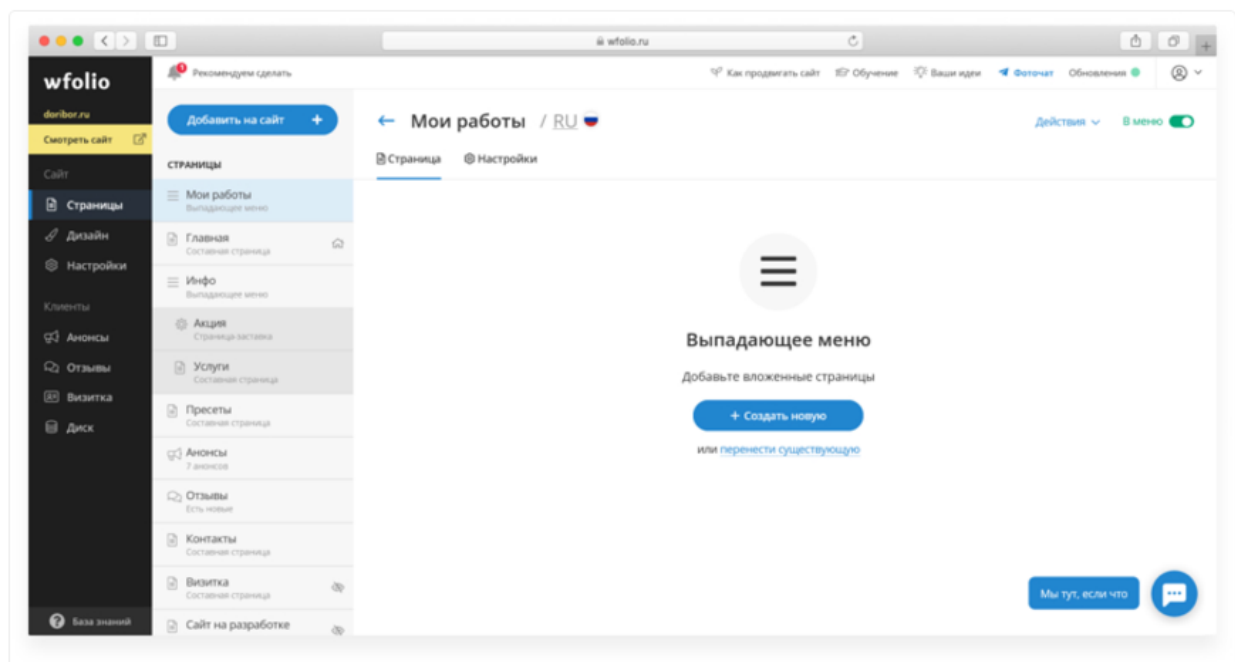 wfolio.ru
wfolio
doribor.ru
Смотреть сайт
Сайт
Страницы
Дизайн
Настройки
Клиенты
Анонсы
Отзывы
Визитка
Диск
База знаний
Рекомендуем сделать
Как продвигать сайт
Обучение
Ваши идеи
Фоточат
Обновления
Добавить на сайт +
СТРАНИЦЫ
Мои работы
Выпадающее меню
Главная
Составная страница
Инфо
Выпадающее меню
Акция
Страница-заставка
Услуги
Составная страница
Пресеты
Составная страница
Анонсы
7 анонсов
Отзывы
Есть новые
Контакты
Составная страница
Визитка
Составная страница
Сайт на разработке
← Мои работы / RU
Действия
В меню
Страница
Настройки
Выпадающее меню
Добавьте вложенные страницы
+ Создать новую
или перенести существующую
Мы тут, если что